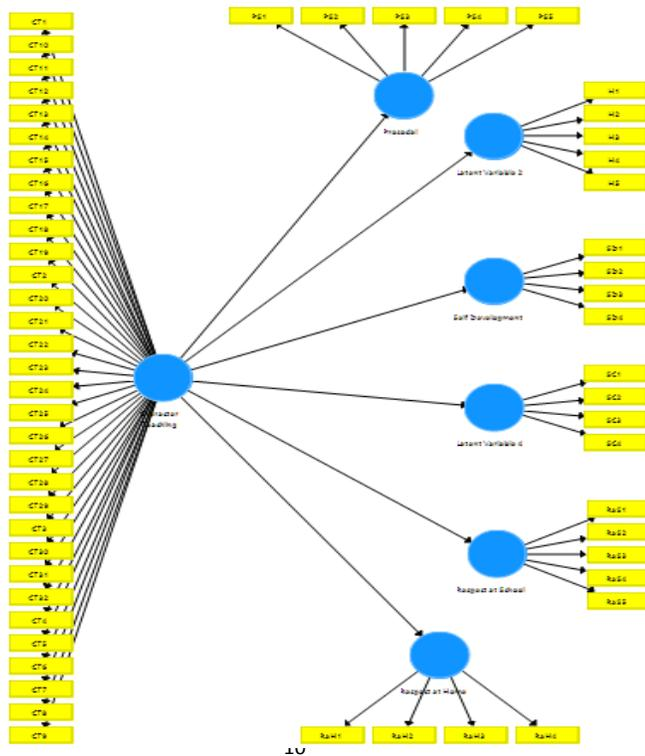 CT1
CT10
CT11
CT12
CT13
CT14
CT15
CT16
CT17
CT18
CT19
CT2
CT20
CT21
CT22
CT23
CT24
CT25
CT26
CT27
CT28
CT29
CT3
CT30
CT31
CT32
CT4
CT5
CT6
CT7
CT8
CT9
Teaching
PS1
PS2
PS3
PS4
PS5
Prosocial
H1
H2
H3
H4
H5
Latent Variable 2
SD1
SD2
SD3
SD4
Self Development
SC1
SC2
SC3
SC4
Latent Variable 4
RaS1
RaS2
RaS3
RaS4
RaS5
Respect at School
Respect at Home
RaH1
RaH2
RaH3
RaH4